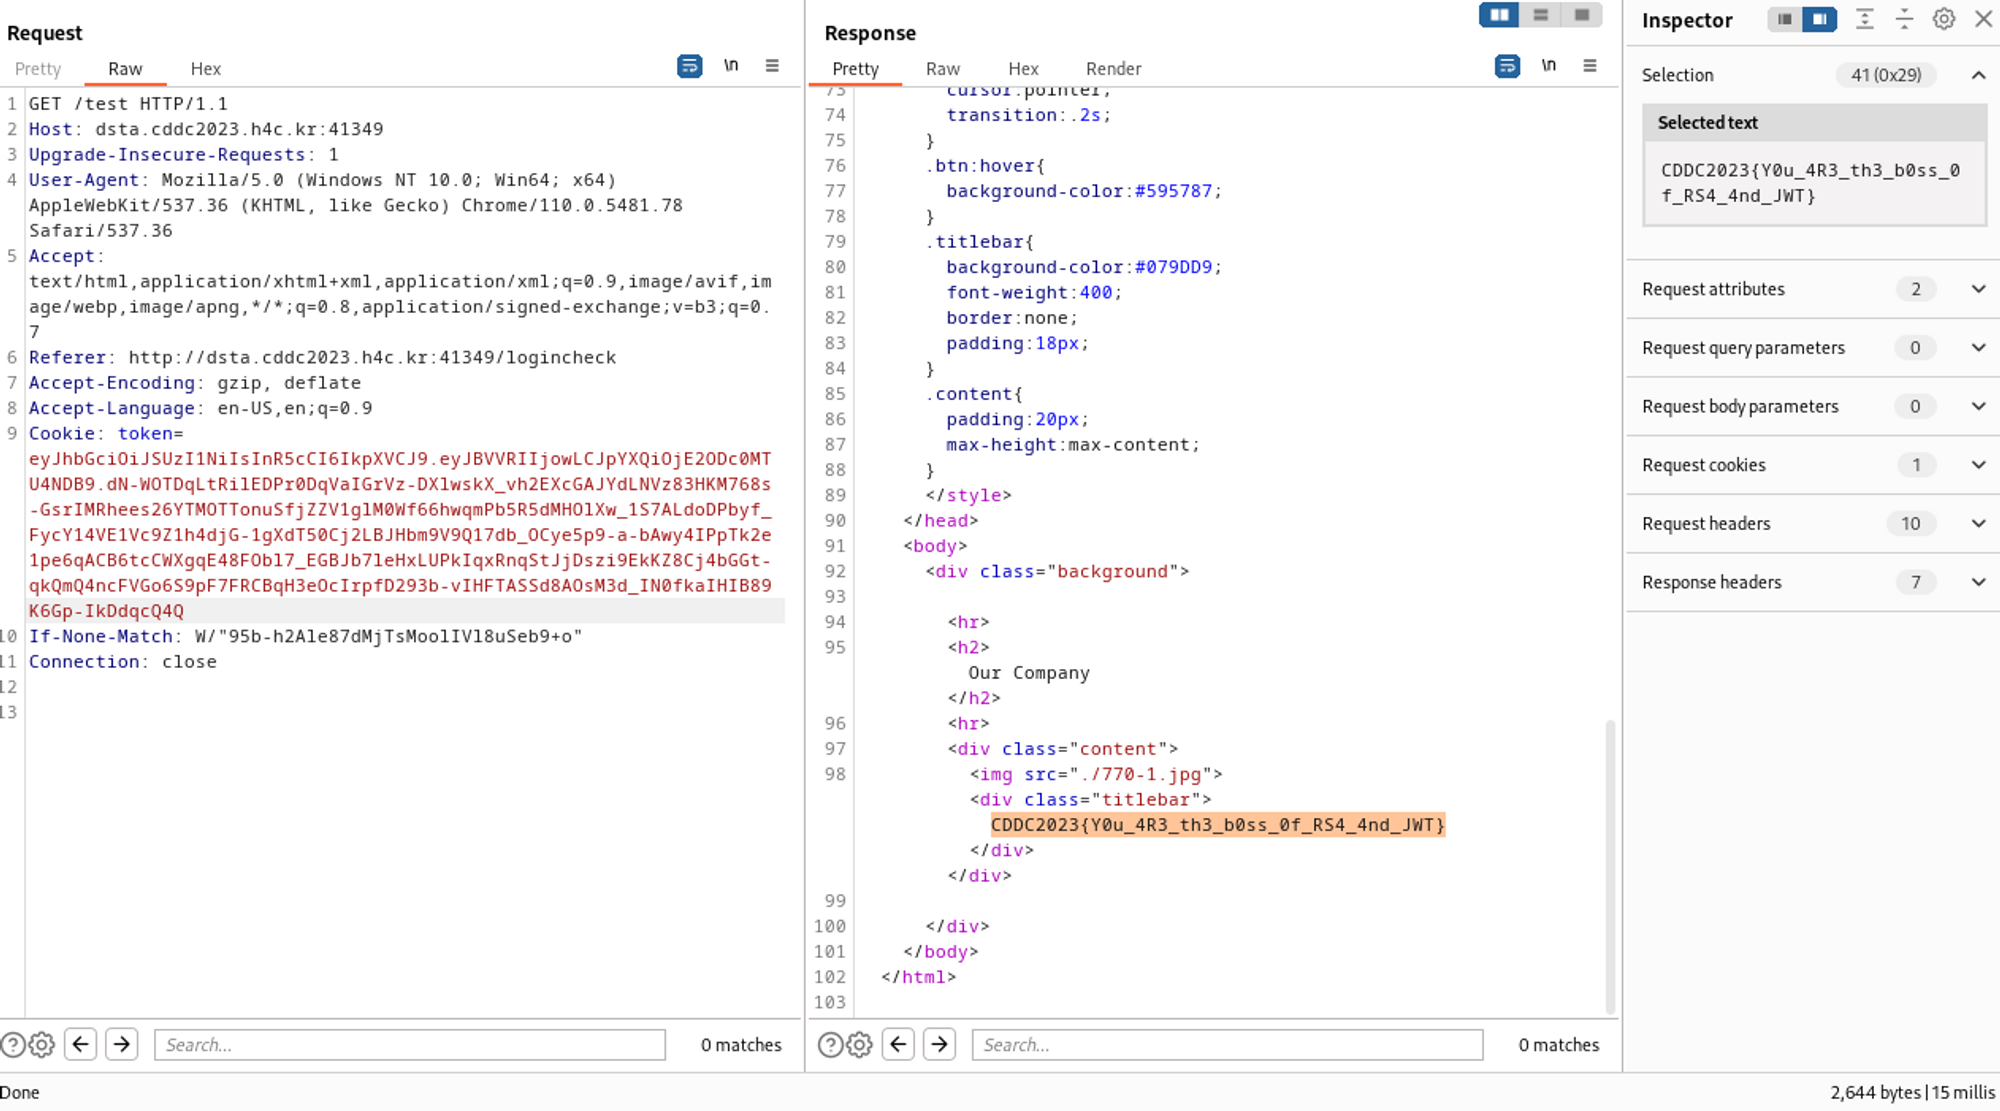 Request
Pretty Raw Hex \n
1 GET /test HTTP/1.1
2 Host: dsta.cddc2023.h4c.kr:41349
3 Upgrade-Insecure-Requests: 1
4 User-Agent: Mozilla/5.0 (Windows NT 10.0; Win64; x64)
AppleWebKit/537.36 (KHTML, like Gecko) Chrome/110.0.5481.78
Safari/537.36
5 Accept:
text/html,application/xhtml+xml,application/xml;q=0.9,image/avif,im
age/webp,image/apng,*/*;q=0.8,application/signed-exchange;v=b3;q=0.
7
6 Referer: http://dsta.cddc2023.h4c.kr:41349/logincheck
7 Accept-Encoding: gzip, deflate
8 Accept-Language: en-US,en;q=0.9
9 Cookie: token=
eyJhbGciOiJSUzI1NiIsInR5cCI6IkpXVCJ9.eyJBVVRIIjowLCJpYXQiOjE2ODc0MT
U4NDB9.dN-WOTDqLtRilEDPr0DqVaIGrVz-DXlwskX_vh2EXcGAJYdLNVz83HKM768s
-GsrIMRhees26YTMOTTonuSfjZZV1glM0Wf66hwqmPb5R5dMHOlXw_1S7ALdoDPbyf_
FycY14VE1Vc9Z1h4djG-1gXdT50Cj2LBJHbm9V9Q17db_OCye5p9-a-bAwy4IPpTk2e
1pe6qACB6tcCWXgqE48FObl7_EGBJb7leHxLUPkIqxRnqStJjDszi9EkKZ8Cj4bGGt-
qkQmQ4ncFVGo6S9pF7FRCBqH3eOcIrpfD293b-vIHFTASSd8AOsM3d_IN0fkaIHIB89
K6Gp-IkDdqcQ4Q
10 If-None-Match: W/"95b-h2Ale87dMjTsMoolIVl8uSeb9+o"
11 Connection: close
12
13
Search... 0 matches
Response
Pretty Raw Hex Render \n
73 cursor:pointer;
74 transition:.2s;
75 }
76 .btn:hover{
77 background-color:#595787;
78 }
79 .titlebar{
80 background-color:#079DD9;
81 font-weight:400;
82 border:none;
83 padding:18px;
84 }
85 .content{
86 padding:20px;
87 max-height:max-content;
88 }
89 </style>
90 </head>
91 <body>
92 <div class="background">
93
94 <hr>
95 <h2>
Our Company
</h2>
96 <hr>
97 <div class="content">
98 <img src="./770-1.jpg">
<div class="titlebar">
CDDC2023{Y0u_4R3_th3_b0ss_0f_RS4_4nd_JWT}
</div>
</div>
99
100 </div>
101 </body>
102 </html>
103
Search... 0 matches
Inspector
Selection 41 (0x29)
Selected text
CDDC2023{Y0u_4R3_th3_b0ss_0
f_RS4_4nd_JWT}
Request attributes 2
Request query parameters 0
Request body parameters 0
Request cookies 1
Request headers 10
Response headers 7
Done
2,644 bytes | 15 millis